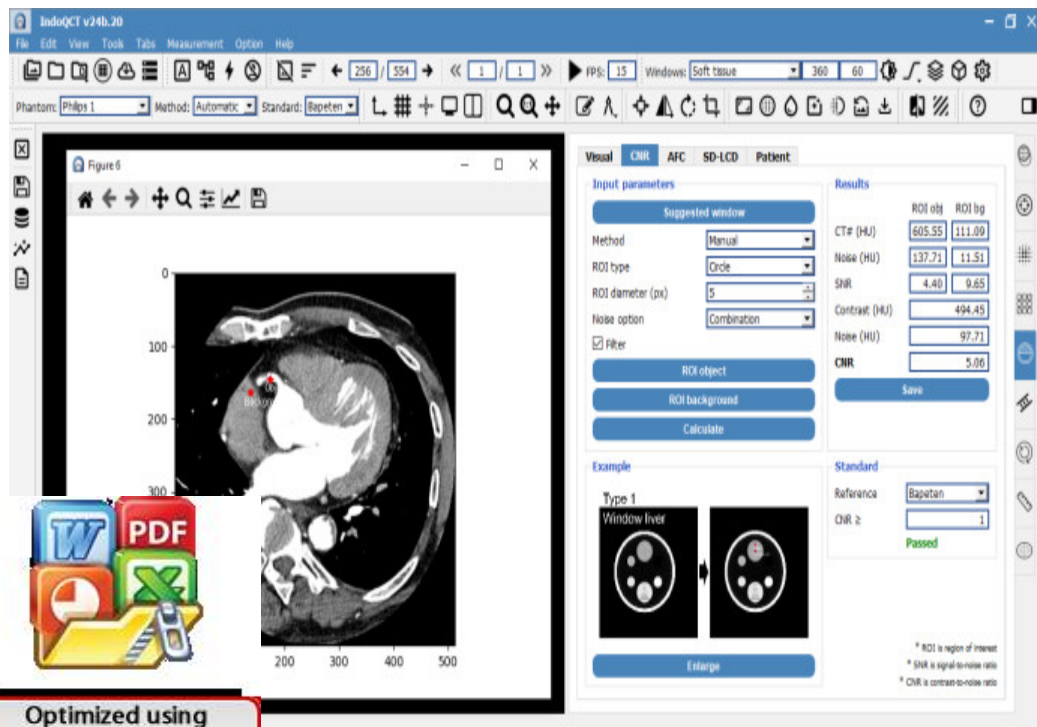 IndoQCT v24b.20
File Edit View Tools Tabs Measurement Option Help
256 / 554 1 / 1 FPS: 15 Windows: Soft tissue 360 60
Phantom: Philips 1 Method: Automatic Standard: Bapeten
Figure 6
Visual CNR AFC SD-LCD Patient
Input parameters
Suggested window
Method Manual
ROI type Circle
ROI diameter (px) 5
Noise option Combination
Filter
ROI object
ROI background
Calculate
Results
ROI obj ROI bg
CT# (HU) 605.55 111.09
Noise (HU) 137.71 11.51
SNR 4.40 9.65
Contrast (HU) 494.45
Noise (HU) 97.71
CNR 5.06
Save
0
100
200
300
200 300 400 500
Example
Type 1
Window liver
Enlarge
Standard
Reference Bapeten
CNR ≥ 1
Passed
* ROI is region of interest
* SNR is signal-to-noise ratio
* CNR is contrast-to-noise ratio
W PDF
X
Optimized using